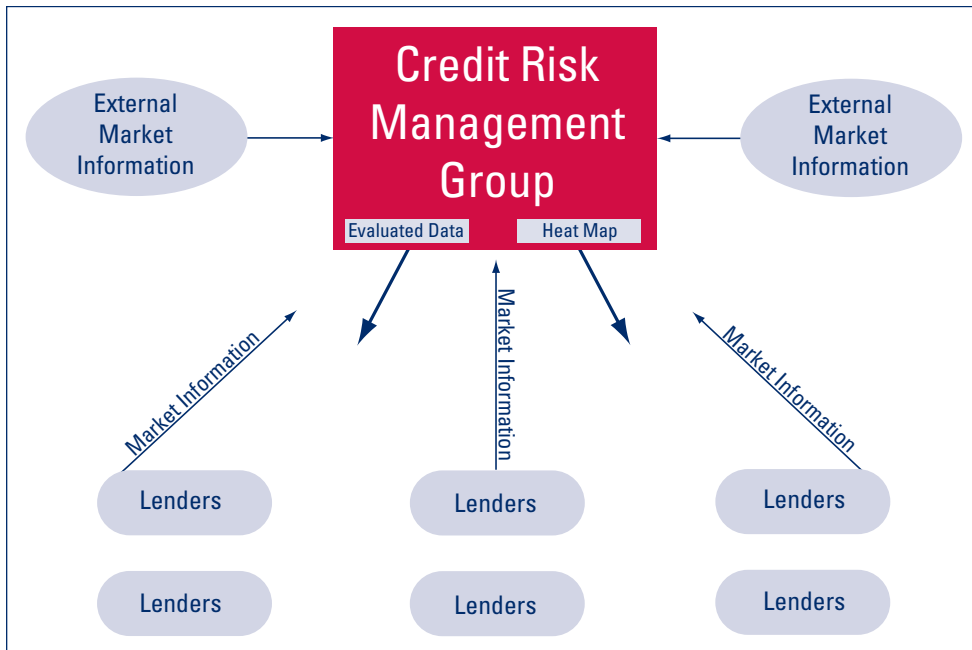 Credit Risk
Management
Group
External
Market
Information
External
Market
Information
Evaluated Data
Heat Map
Market Information
Market Information
Market Information
Lenders
Lenders
Lenders
Lenders
Lenders
Lenders